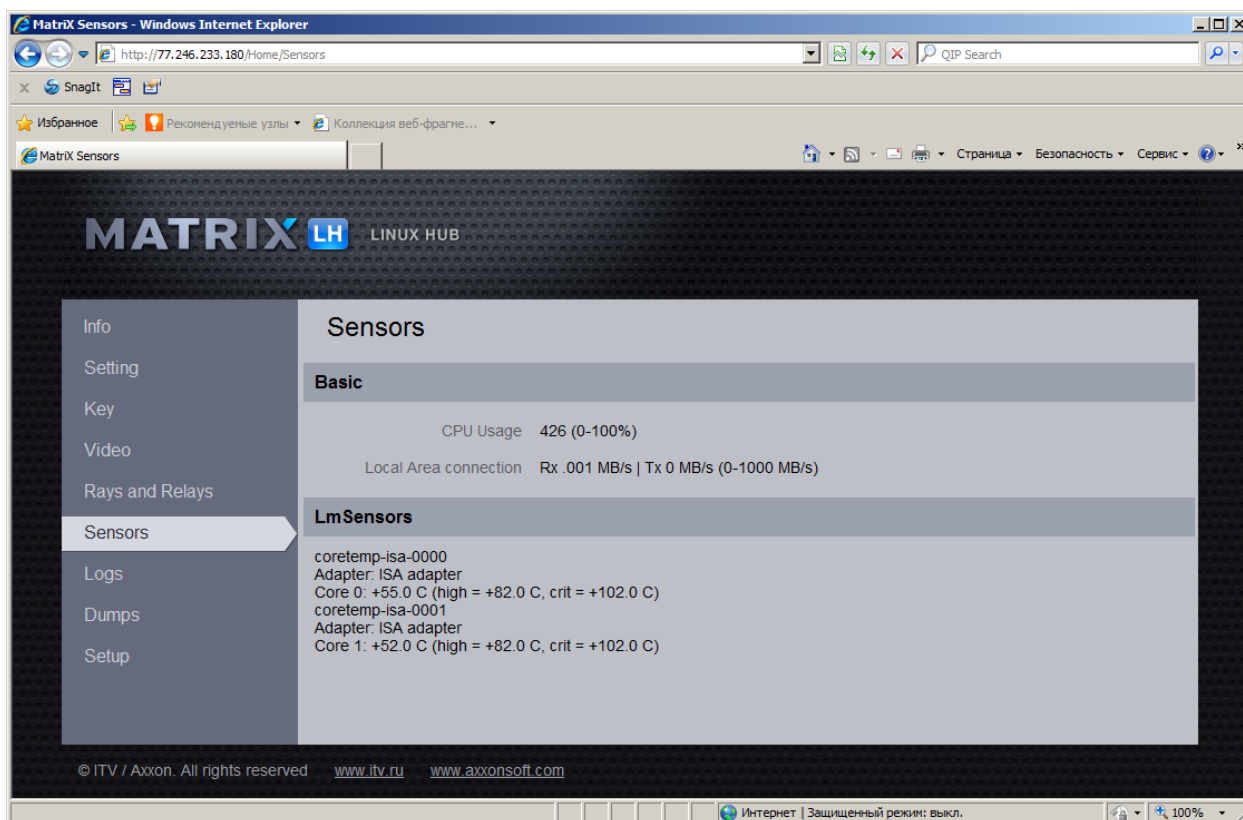 MatriX Sensors - Windows Internet Explorer
http://77.246.233.180/Home/Sensors
QIP Search
x SnagIt
Избранное Рекомендуемые узлы Коллекция веб-фрагме...
MatriX Sensors
Страница Безопасность Сервис
MATRIX LH LINUX HUB
Info
Setting
Key
Video
Rays and Relays
Sensors
Logs
Dumps
Setup
Sensors
Basic
CPU Usage 426 (0-100%)
Local Area connection Rx .001 MB/s | Tx 0 MB/s (0-1000 MB/s)
LmSensors
coretemp-isa-0000
Adapter: ISA adapter
Core 0: +55.0 C (high = +82.0 C, crit = +102.0 C)
coretemp-isa-0001
Adapter: ISA adapter
Core 1: +52.0 C (high = +82.0 C, crit = +102.0 C)
© ITV / Axxon. All rights reserved www.itv.ru www.axxonsoft.com
Интернет | Защищенный режим: выкл. 100%